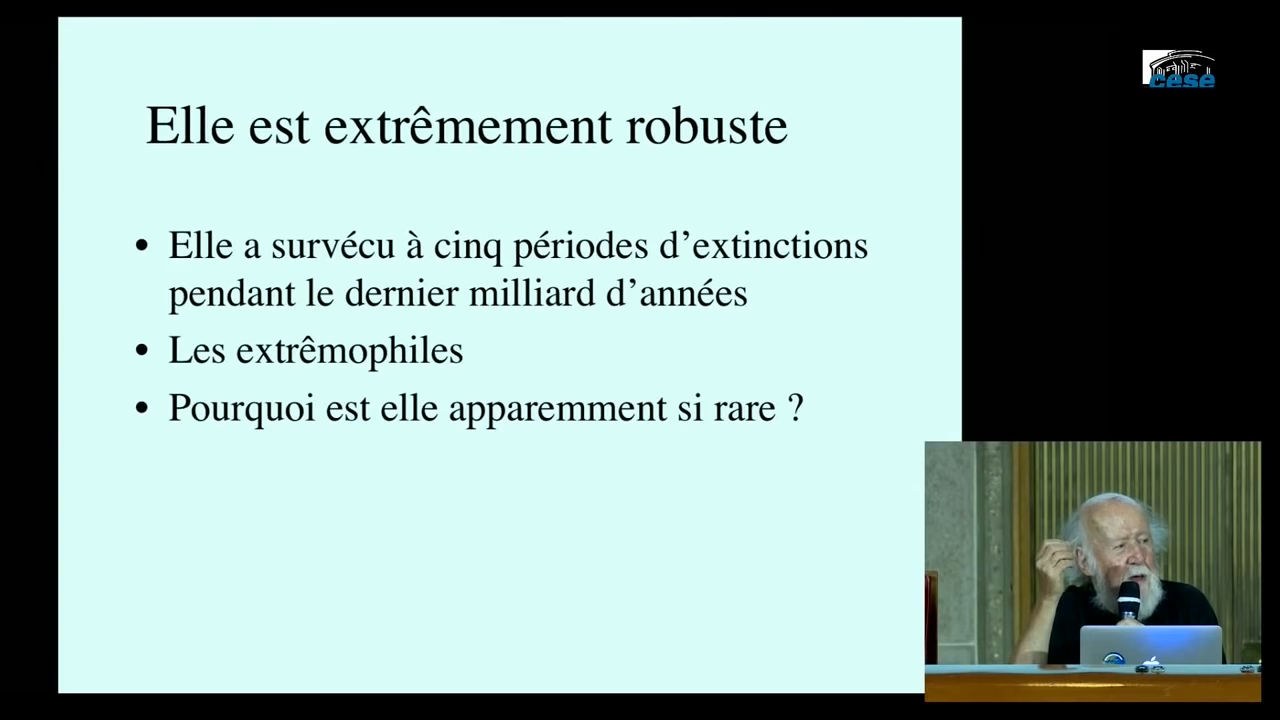 cese
Elle est extrêmement robuste
• Elle a survécu à cinq périodes d’extinctions
pendant le dernier milliard d’années
• Les extrêmophiles
• Pourquoi est elle apparemment si rare ?